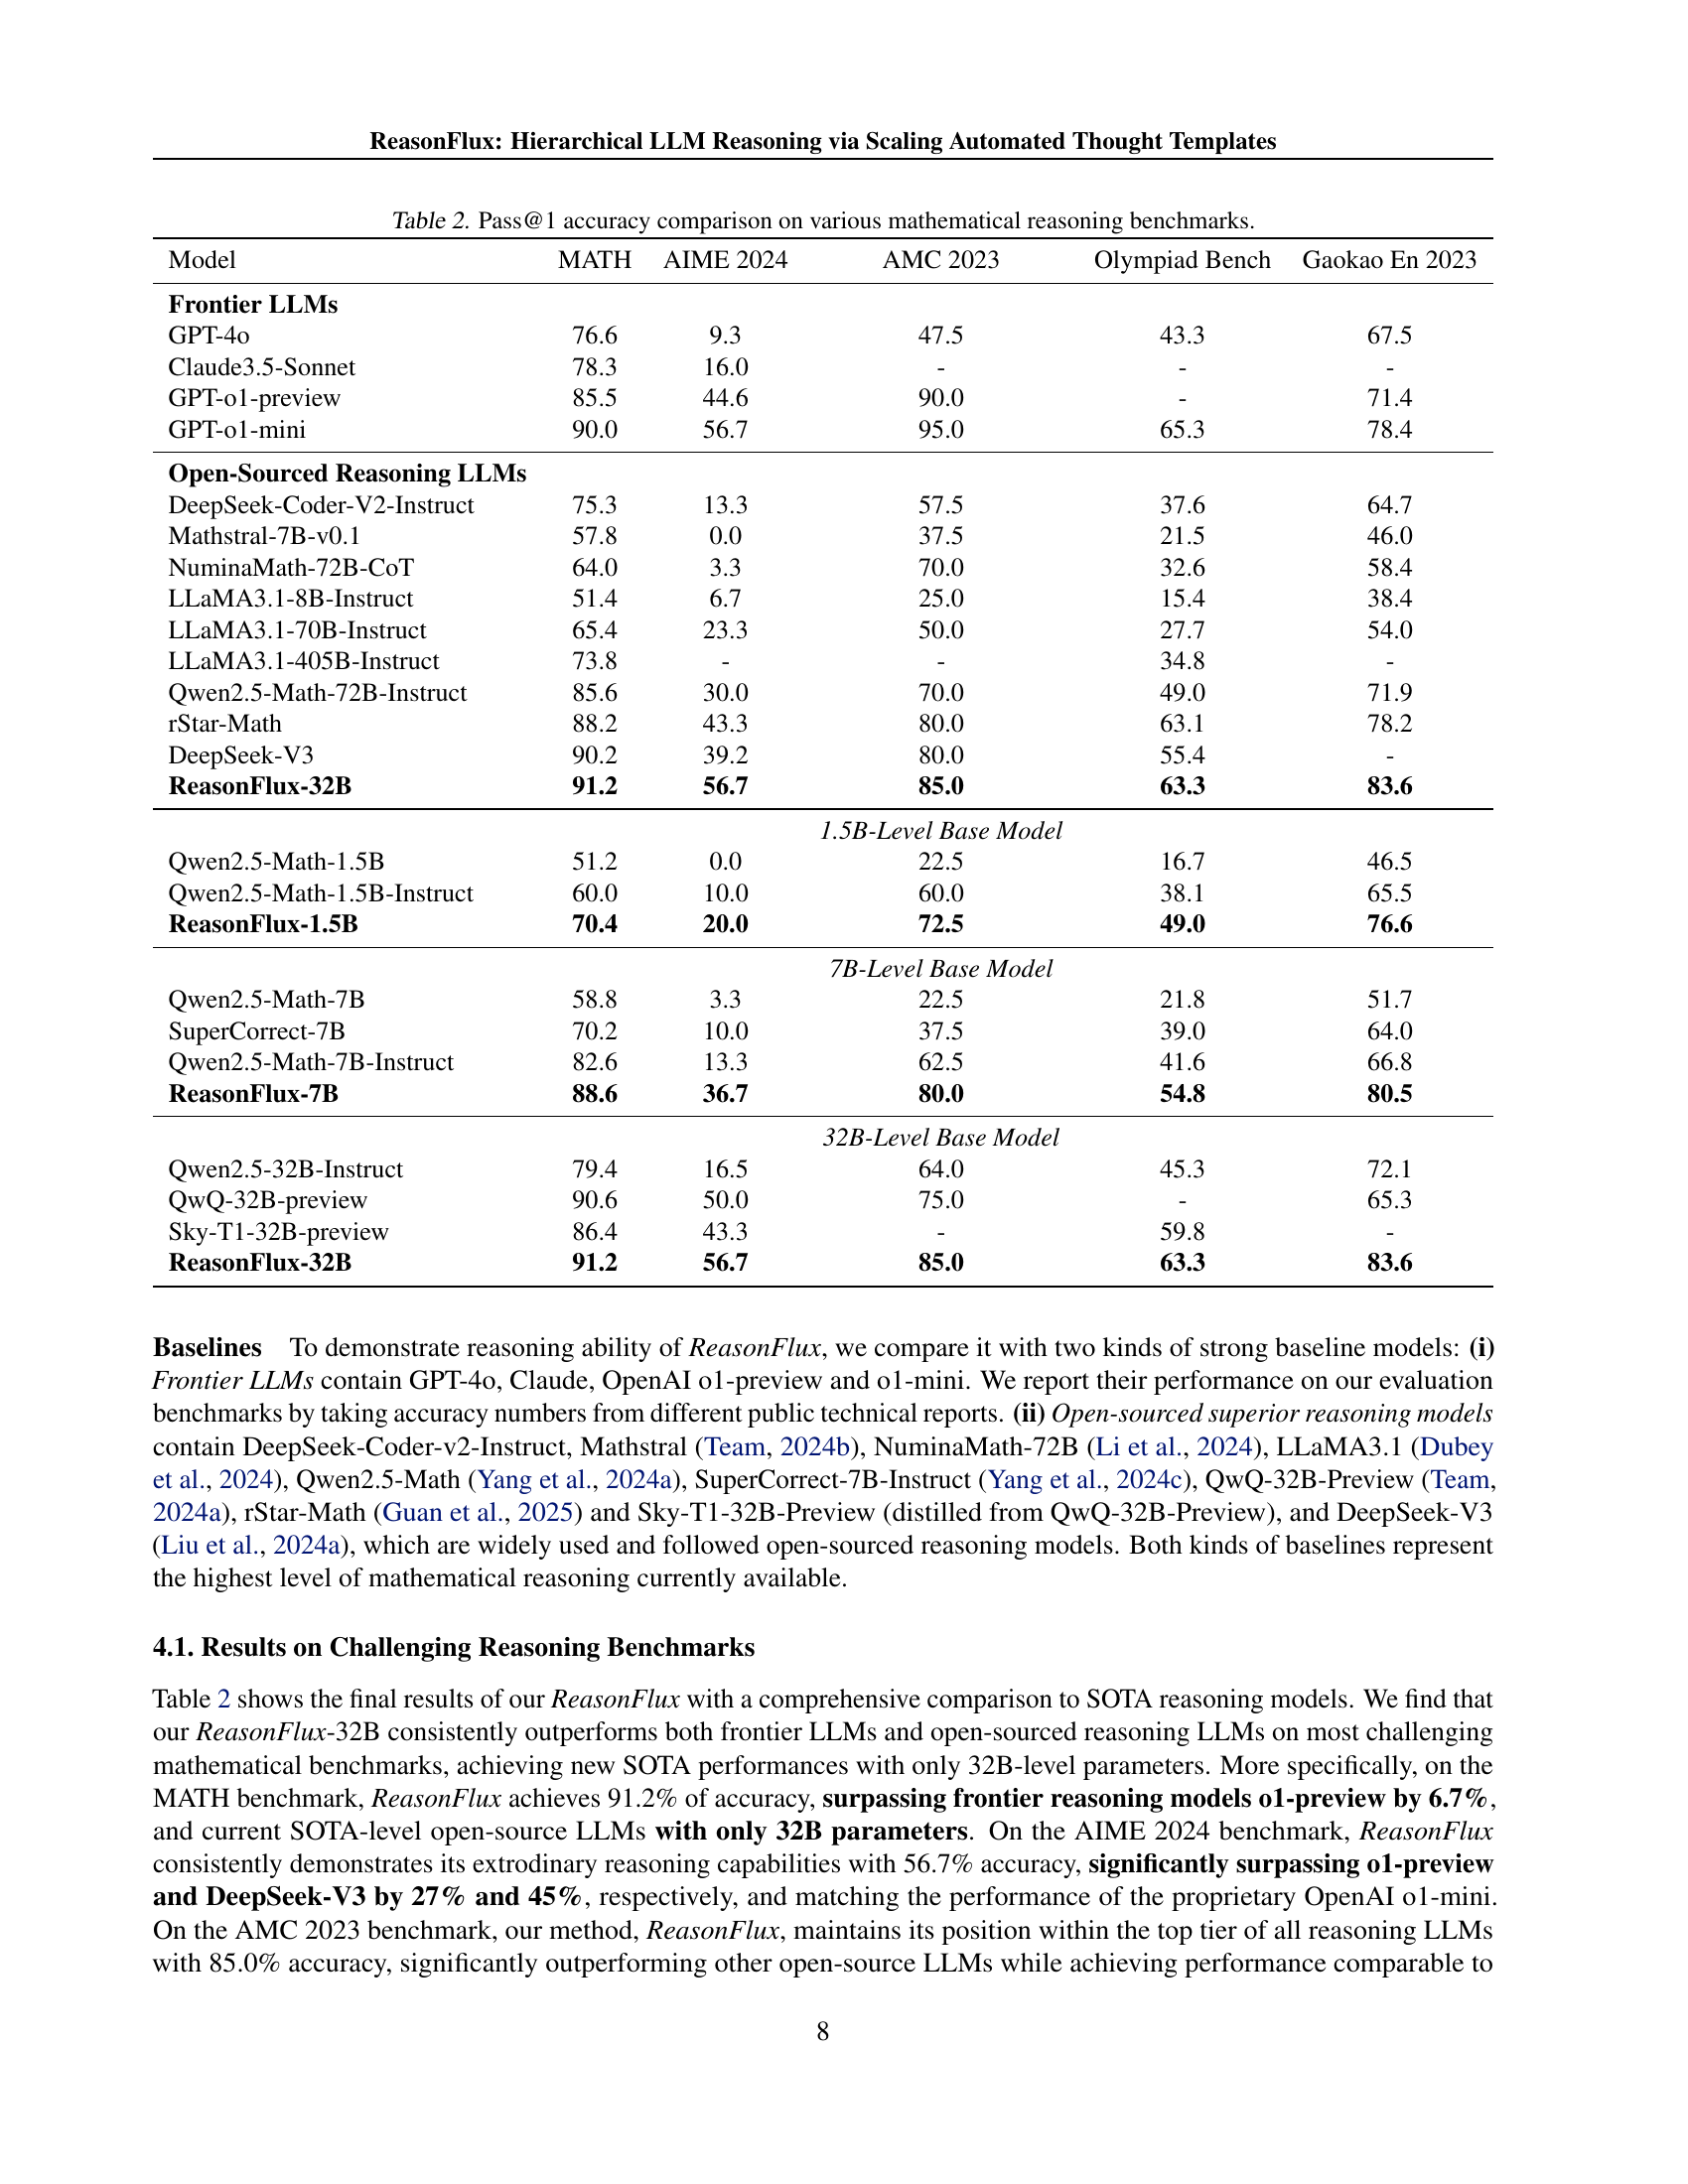 ReasonFlux: Hierarchical LLM Reasoning via Scaling Automated Thought Templates
Table 2. Pass@1 accuracy comparison on various mathematical reasoning benchmarks.
Model MATH AIME 2024 AMC 2023 Olympiad Bench Gaokao En 2023
Frontier LLMs
GPT-4o 76.6 9.3 47.5 43.3 67.5
Claude3.5-Sonnet 78.3 16.0 - - -
GPT-o1-preview 85.5 44.6 90.0 - 71.4
GPT-o1-mini 90.0 56.7 95.0 65.3 78.4
Open-Sourced Reasoning LLMs
DeepSeek-Coder-V2-Instruct 75.3 13.3 57.5 37.6 64.7
Mathstral-7B-v0.1 57.8 0.0 37.5 21.5 46.0
NuminaMath-72B-CoT 64.0 3.3 70.0 32.6 58.4
LLaMA3.1-8B-Instruct 51.4 6.7 25.0 15.4 38.4
LLaMA3.1-70B-Instruct 65.4 23.3 50.0 27.7 54.0
LLaMA3.1-405B-Instruct 73.8 - - 34.8 -
Qwen2.5-Math-72B-Instruct 85.6 30.0 70.0 49.0 71.9
rStar-Math 88.2 43.3 80.0 63.1 78.2
DeepSeek-V3 90.2 39.2 80.0 55.4 -
ReasonFlux-32B 91.2 56.7 85.0 63.3 83.6
1.5B-Level Base Model
Qwen2.5-Math-1.5B 51.2 0.0 22.5 16.7 46.5
Qwen2.5-Math-1.5B-Instruct 60.0 10.0 60.0 38.1 65.5
ReasonFlux-1.5B 70.4 20.0 72.5 49.0 76.6
7B-Level Base Model
Qwen2.5-Math-7B 58.8 3.3 22.5 21.8 51.7
SuperCorrect-7B 70.2 10.0 37.5 39.0 64.0
Qwen2.5-Math-7B-Instruct 82.6 13.3 62.5 41.6 66.8
ReasonFlux-7B 88.6 36.7 80.0 54.8 80.5
32B-Level Base Model
Qwen2.5-32B-Instruct 79.4 16.5 64.0 45.3 72.1
QwQ-32B-preview 90.6 50.0 75.0 - 65.3
Sky-T1-32B-preview 86.4 43.3 - 59.8 -
ReasonFlux-32B 91.2 56.7 85.0 63.3 83.6
Baselines To demonstrate reasoning ability of ReasonFlux, we compare it with two kinds of strong baseline models: (i)
Frontier LLMs contain GPT-4o, Claude, OpenAI o1-preview and o1-mini. We report their performance on our evaluation
benchmarks by taking accuracy numbers from different public technical reports. (ii) Open-sourced superior reasoning models
contain DeepSeek-Coder-v2-Instruct, Mathstral (Team, 2024b), NuminaMath-72B (Li et al., 2024), LLaMA3.1 (Dubey
et al., 2024), Qwen2.5-Math (Yang et al., 2024a), SuperCorrect-7B-Instruct (Yang et al., 2024c), QwQ-32B-Preview (Team,
2024a), rStar-Math (Guan et al., 2025) and Sky-T1-32B-Preview (distilled from QwQ-32B-Preview), and DeepSeek-V3
(Liu et al., 2024a), which are widely used and followed open-sourced reasoning models. Both kinds of baselines represent
the highest level of mathematical reasoning currently available.
4.1. Results on Challenging Reasoning Benchmarks
Table 2 shows the final results of our ReasonFlux with a comprehensive comparison to SOTA reasoning models. We find that
our ReasonFlux-32B consistently outperforms both frontier LLMs and open-sourced reasoning LLMs on most challenging
mathematical benchmarks, achieving new SOTA performances with only 32B-level parameters. More specifically, on the
MATH benchmark, ReasonFlux achieves 91.2% of accuracy, surpassing frontier reasoning models o1-preview by 6.7%,
and current SOTA-level open-source LLMs with only 32B parameters. On the AIME 2024 benchmark, ReasonFlux
consistently demonstrates its extrodinary reasoning capabilities with 56.7% accuracy, significantly surpassing o1-preview
and DeepSeek-V3 by 27% and 45%, respectively, and matching the performance of the proprietary OpenAI o1-mini.
On the AMC 2023 benchmark, our method, ReasonFlux, maintains its position within the top tier of all reasoning LLMs
with 85.0% accuracy, significantly outperforming other open-source LLMs while achieving performance comparable to
8